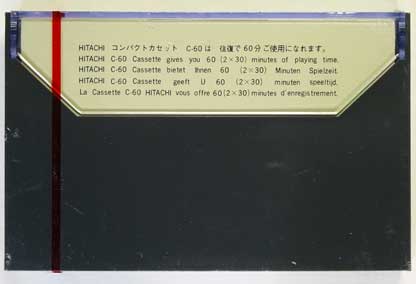 HITACHI コンパクトカセット C-60は 往復で60分ご使用になれます。
HITACHI C-60 Cassette gives you 60 (2×30) minutes of playing time.
HITACHI C-60 Cassette bietet Ihnen 60 (2×30) Minuten Spielzeit.
HITACHI C-60 Cassette geeft U 60 (2×30) minuten speeltijd.
La Cassette C-60 HITACHI vous offre 60 (2×30) minutes d'enregistrement.